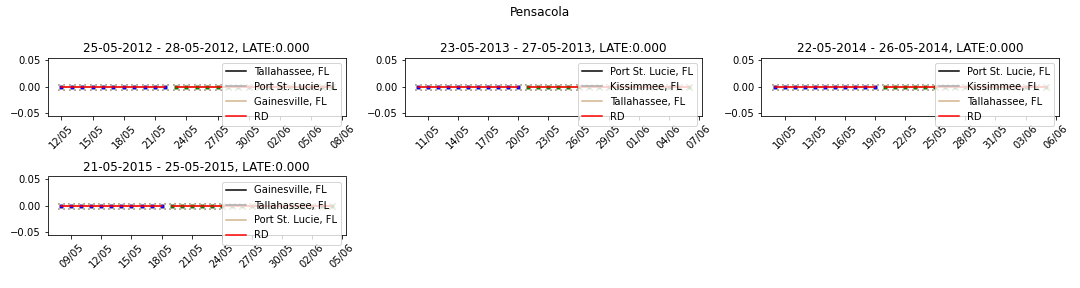 Pensacola
25-05-2012 - 28-05-2012, LATE:0.000
0.05
0.00
−0.05
Tallahassee, FL
Port St. Lucie, FL
Gainesville, FL
RD
12/05 15/05 18/05 21/05 24/05 27/05 30/05 02/06 05/06 08/06
23-05-2013 - 27-05-2013, LATE:0.000
0.05
0.00
−0.05
Port St. Lucie, FL
Kissimmee, FL
Tallahassee, FL
RD
11/05 14/05 17/05 20/05 23/05 26/05 29/05 01/06 04/06 07/06
22-05-2014 - 26-05-2014, LATE:0.000
0.05
0.00
−0.05
Port St. Lucie, FL
Kissimmee, FL
Tallahassee, FL
RD
10/05 13/05 16/05 19/05 22/05 25/05 28/05 31/05 03/06 06/06
21-05-2015 - 25-05-2015, LATE:0.000
0.05
0.00
−0.05
Gainesville, FL
Tallahassee, FL
Port St. Lucie, FL
RD
09/05 12/05 15/05 18/05 21/05 24/05 27/05 30/05 02/06 05/06